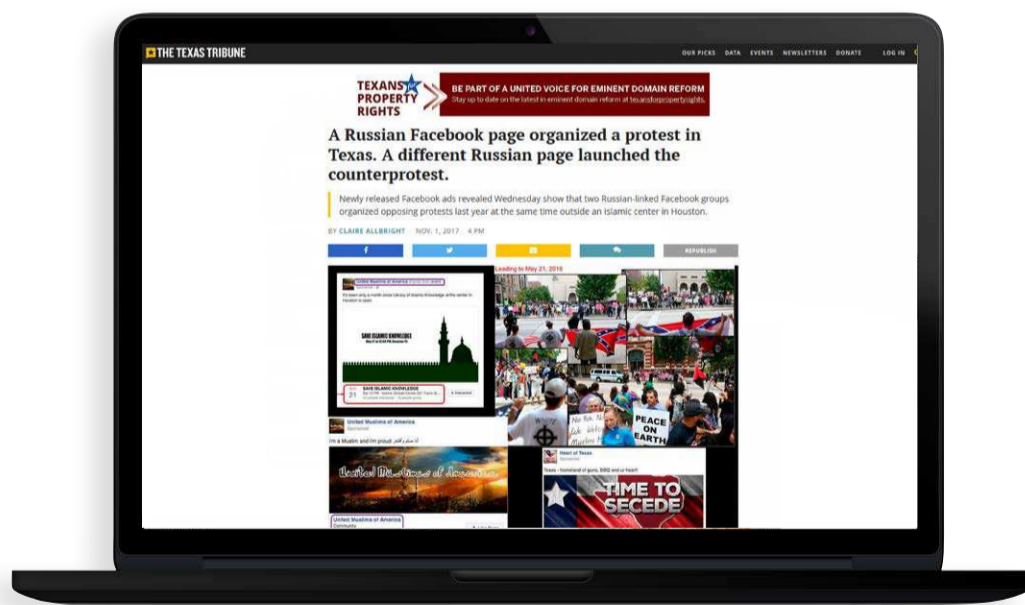 THE TEXAS TRIBUNE
OUR PICKS DATA EVENTS NEWSLETTERS DONATE LOG IN
TEXANS for
PROPERTY
RIGHTS
BE PART OF A UNITED VOICE FOR EMINENT DOMAIN REFORM
Stay up to date on the latest in eminent domain reform at texansforpropertyrights.
A Russian Facebook page organized a protest in
Texas. A different Russian page launched the
counterprotest.
Newly released Facebook ads revealed Wednesday show that two Russian-linked Facebook groups
organized opposing protests last year at the same time outside an Islamic center in Houston.
BY CLAIRE ALLBRIGHT NOV. 1, 2017 4 PM
REPUBLISH
Leading to May 21, 2016
United Muslims of America
SAVE ISLAMIC KNOWLEDGE
21
SAVE ISLAMIC KNOWLEDGE
WHITE
PEACE
ON
EARTH
United Muslims of America
Sponsored
I'm a Muslim and I'm proud
United Muslims of America
United Muslims of America
Community
Heart of Texas
Sponsored
Texas - homeland of guns, BBQ and ur heart
TIME TO
SECEDE